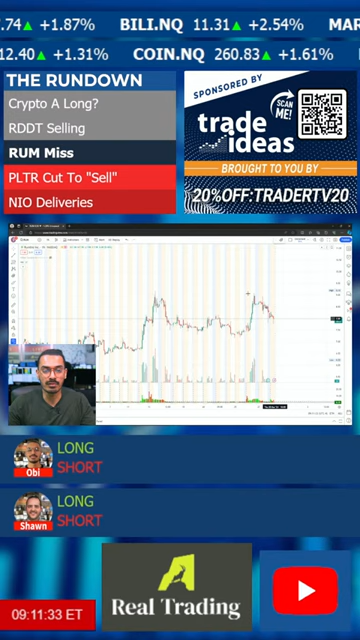 .74▲ +1.87% BILI.NQ 11.31▲ +2.54% MAR
12.40▲ +1.31% COIN.NQ 260.83▲ +1.61%
THE RUNDOWN
Crypto A Long?
RDDT Selling
RUM Miss
PLTR Cut To "Sell"
NIO Deliveries
SPONSORED BY
SCAN ME!
trade ideas
BROUGHT TO YOU BY
20%OFF:TRADERTV20
LONG
SHORT
Obi
LONG
SHORT
Shawn
Real Trading
09:11:33 ET